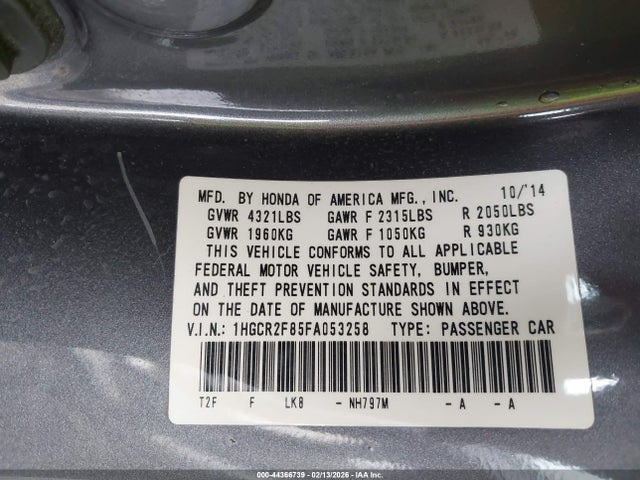 MFD. BY HONDA OF AMERICA MFG., INC. 10/'14
GVWR 4321LBS GAWR F 2315LBS R 2050LBS
GVWR 1960KG GAWR F 1050KG R 930KG
THIS VEHICLE CONFORMS TO ALL APPLICABLE
FEDERAL MOTOR VEHICLE SAFETY, BUMPER,
AND THEFT PREVENTION STANDARDS IN EFFECT
ON THE DATE OF MANUFACTURE SHOWN ABOVE.
V.I.N.: 1HGCR2F85FA053258 TYPE: PASSENGER CAR
T2F F LK8 - NH797M - A - A
000-44366739 - 02/13/2026 - IAAI.COM